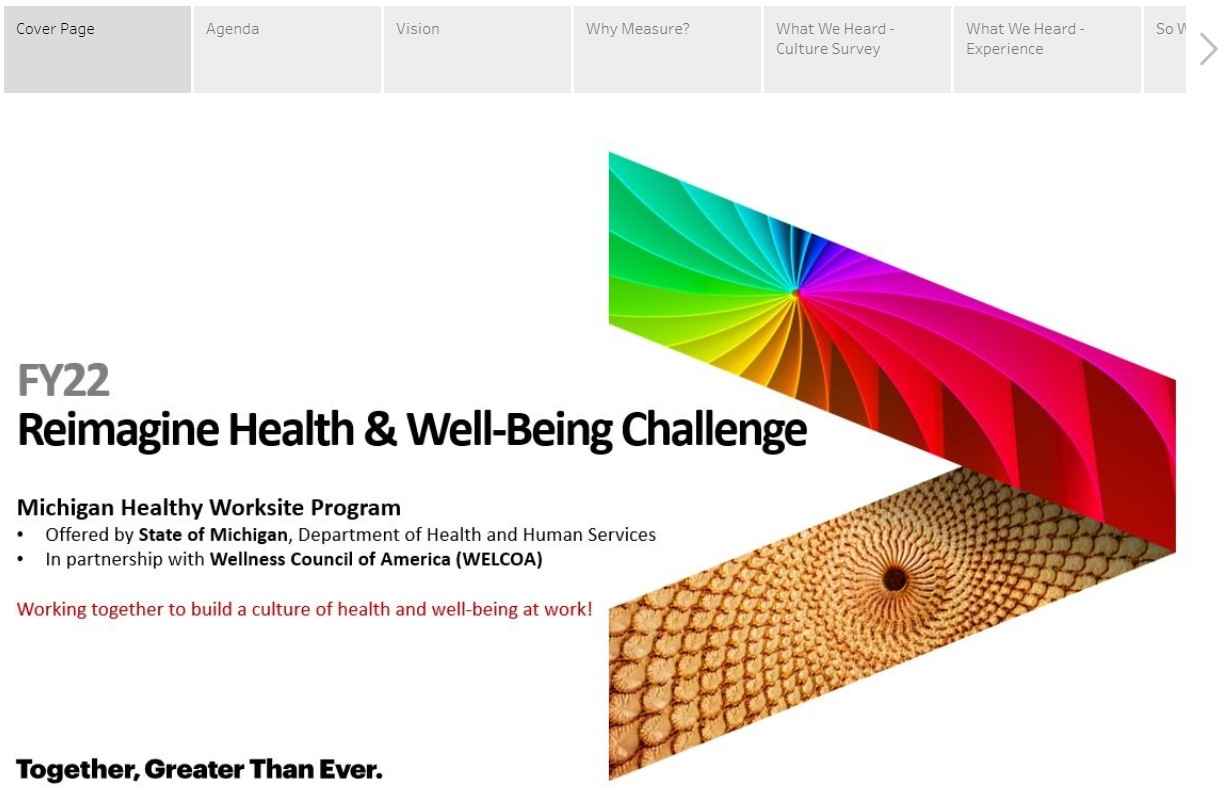 Cover Page
Agenda
Vision
Why Measure?
What We Heard -
Culture Survey
What We Heard -
Experience
So
FY22
Reimagine Health & Well-Being Challenge
Michigan Healthy Worksite Program
• Offered by State of Michigan, Department of Health and Human Services
• In partnership with Wellness Council of America (WELCOA)
Working together to build a culture of health and well-being at work!
Together, Greater Than Ever.